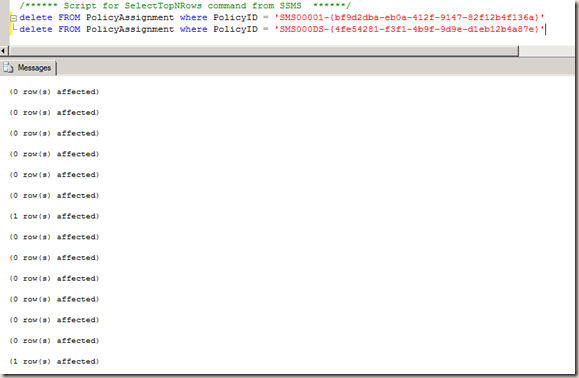 /****** Script for SelectTopNRows command from SSMS  ******/
delete FROM PolicyAssignment where PolicyID = 'SMS00001-{bf9d2dba-eb0a-412f-9147-82f12b4f136a}'
delete FROM PolicyAssignment where PolicyID = 'SMS000DS-{4fe54281-f3f1-4b9f-9d9e-d1eb12b4a87e}'
Messages
(0 row(s) affected)
(0 row(s) affected)
(0 row(s) affected)
(0 row(s) affected)
(0 row(s) affected)
(0 row(s) affected)
(1 row(s) affected)
(0 row(s) affected)
(0 row(s) affected)
(0 row(s) affected)
(0 row(s) affected)
(0 row(s) affected)
(0 row(s) affected)
(1 row(s) affected)